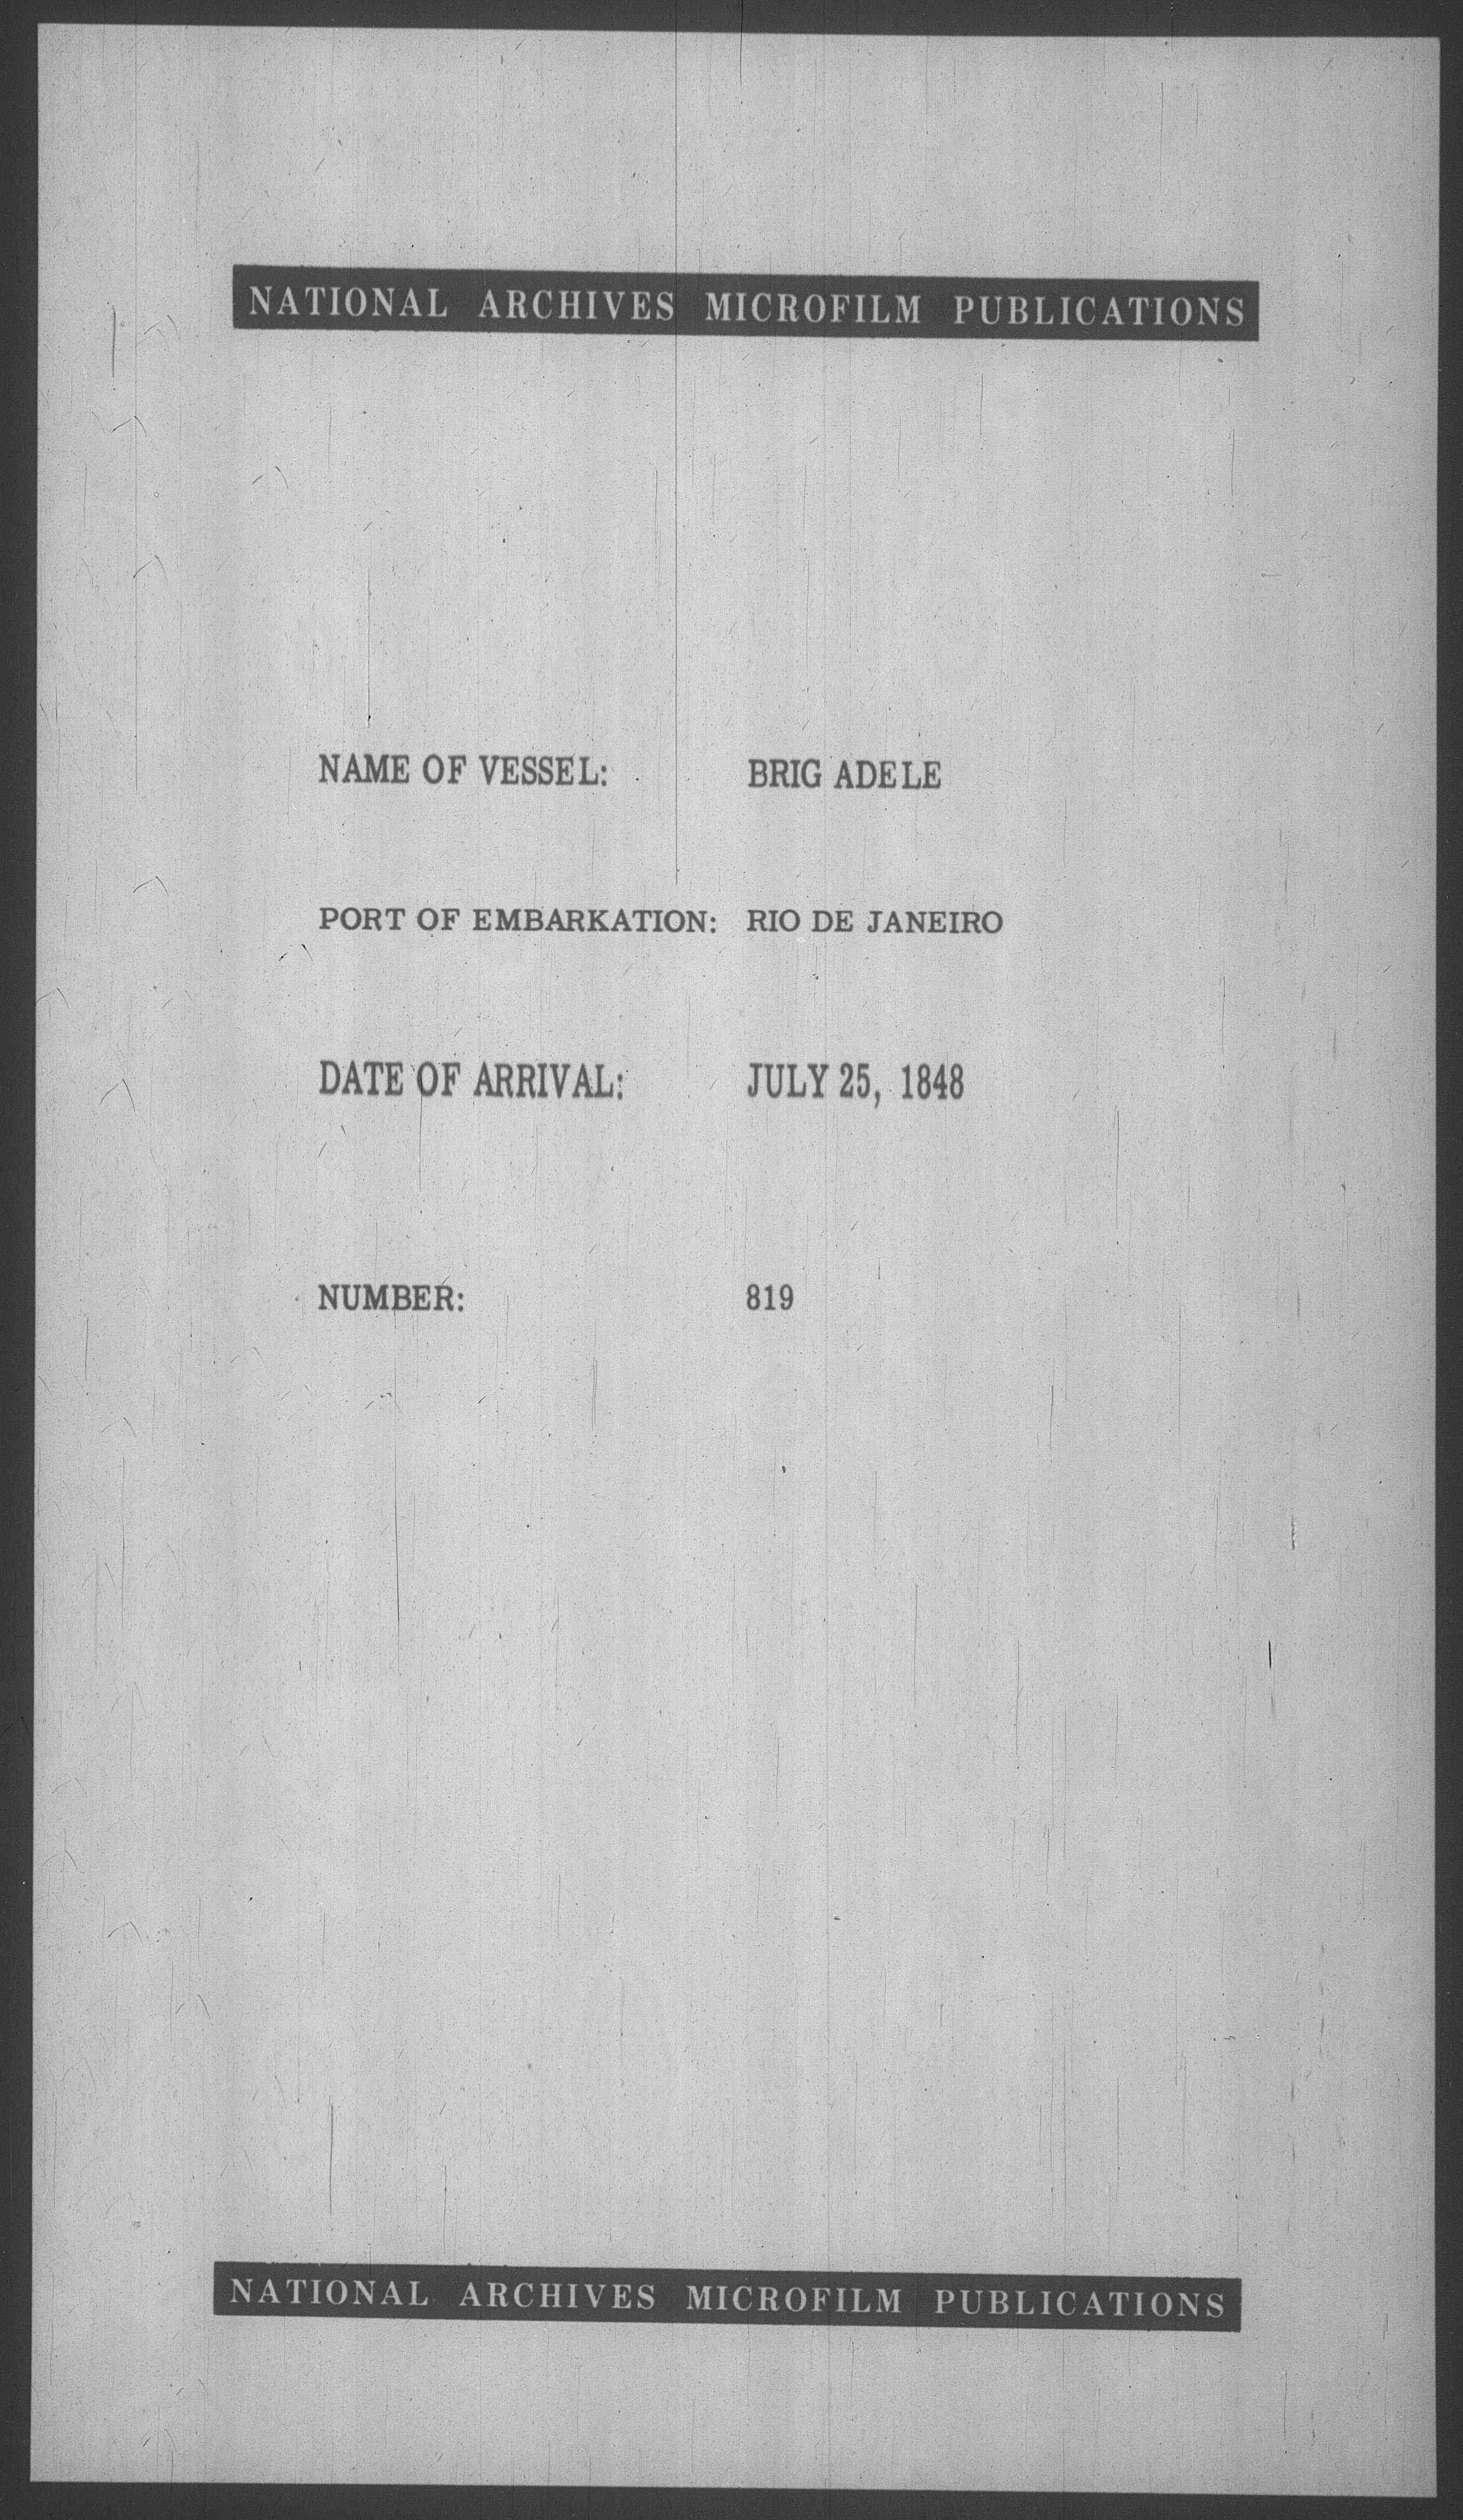 NATIONAL ARCHIVES MICROFILM PUBLICATIONS
NAME OF VESSEL: BRIG ADELE
PORT OF EMBARKATION: RIO DE JANEIRO
DATE OF ARRIVAL: JULY 25, 1848
NUMBER: 819
NATIONAL ARCHIVES MICROFILM PUBLICATIONS